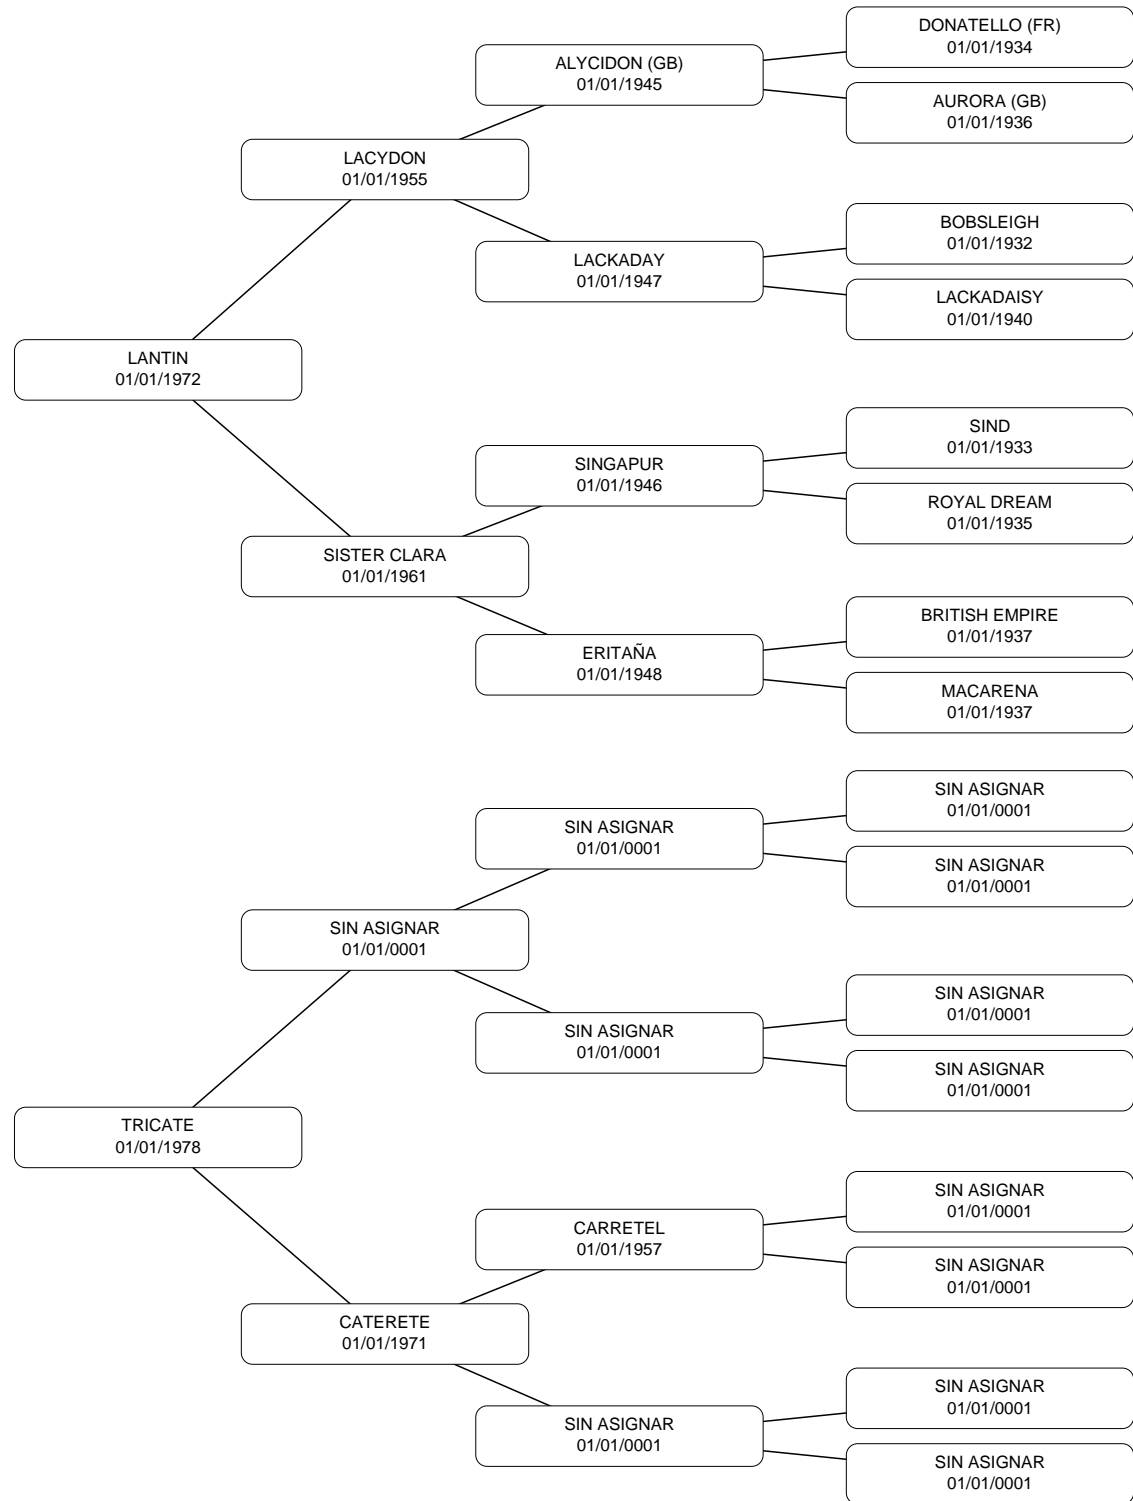 DONATELLO (FR)
01/01/1934
ALYCIDON (GB)
01/01/1945
AURORA (GB)
01/01/1936
LACYDON
01/01/1955
BOBSLEIGH
01/01/1932
LACKADAY
01/01/1947
LACKADAISY
01/01/1940
LANTIN
01/01/1972
SIND
01/01/1933
SINGAPUR
01/01/1946
ROYAL DREAM
01/01/1935
SISTER CLARA
01/01/1961
BRITISH EMPIRE
01/01/1937
ERITAÑA
01/01/1948
MACARENA
01/01/1937
SIN ASIGNAR
01/01/0001
SIN ASIGNAR
01/01/0001
SIN ASIGNAR
01/01/0001
SIN ASIGNAR
01/01/0001
SIN ASIGNAR
01/01/0001
SIN ASIGNAR
01/01/0001
SIN ASIGNAR
01/01/0001
TRICATE
01/01/1978
SIN ASIGNAR
01/01/0001
CARRETEL
01/01/1957
SIN ASIGNAR
01/01/0001
CATERETE
01/01/1971
SIN ASIGNAR
01/01/0001
SIN ASIGNAR
01/01/0001
SIN ASIGNAR
01/01/0001